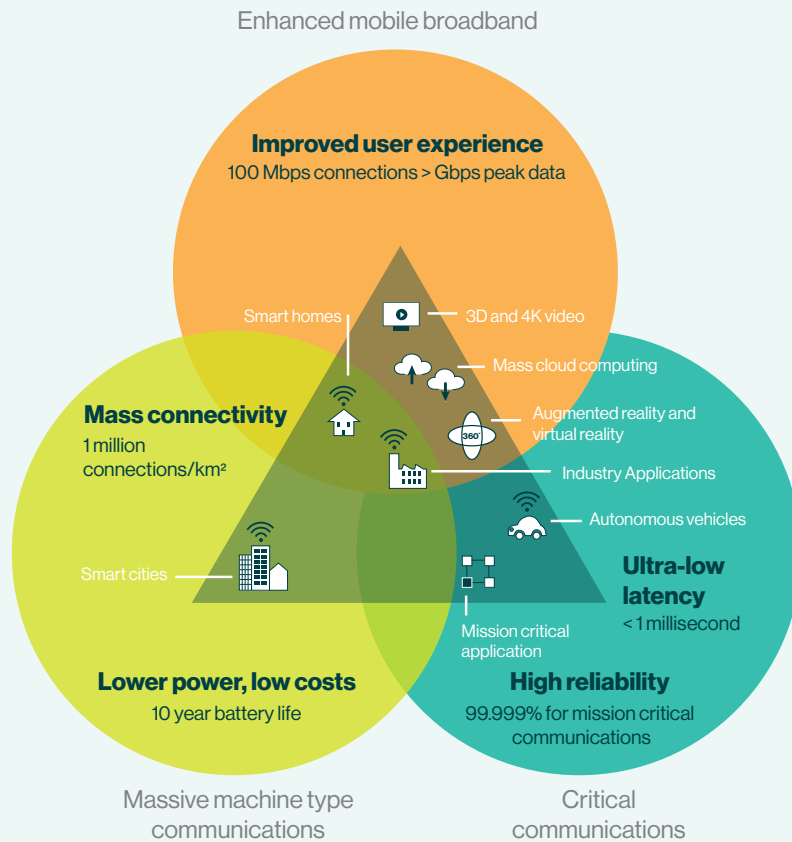 Enhanced mobile broadband
Improved user experience
100 Mbps connections > Gbps peak data
Smart homes
3D and 4K video
Mass cloud computing
Mass connectivity
1 million
connections/km²
Augmented reality and
virtual reality
360°
Industry Applications
Autonomous vehicles
Smart cities
Ultra-low
latency
< 1 millisecond
Mission critical
application
Lower power, low costs
10 year battery life
High reliability
99.999% for mission critical
communications
Massive machine type
communications
Critical
communications